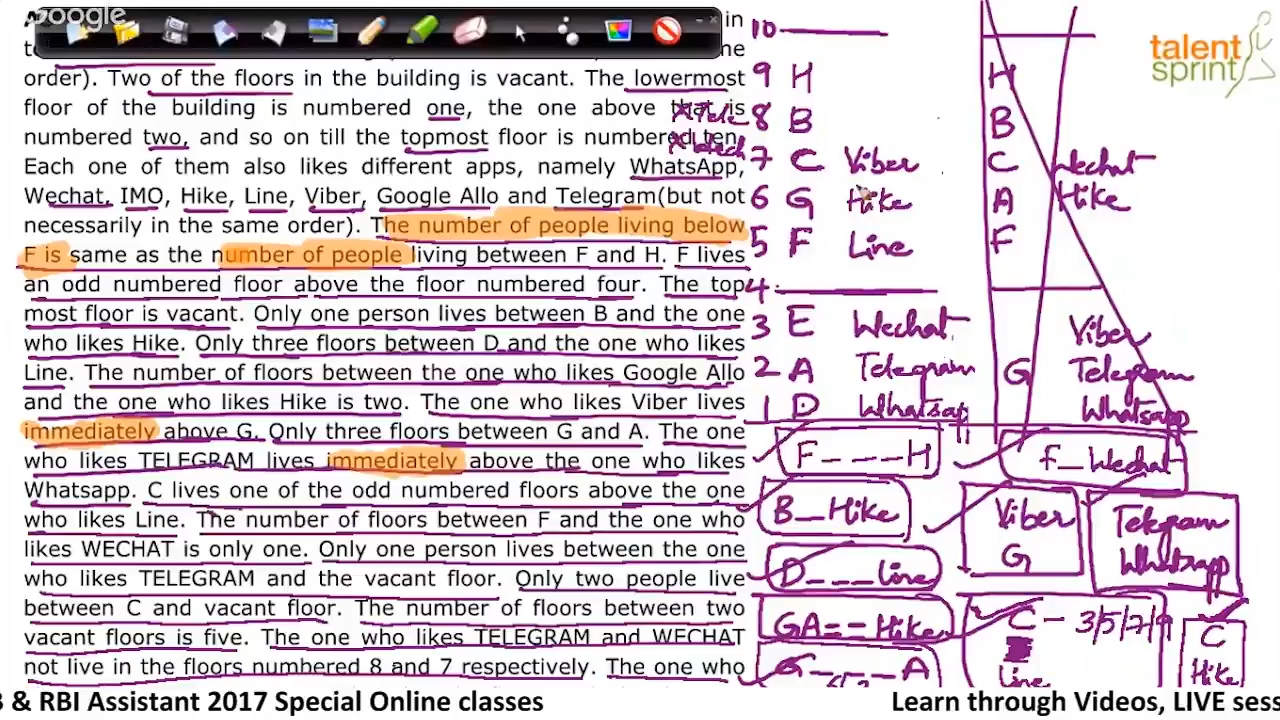 Google
in
te
me
order). Two of the floors in the building is vacant. The lowermost
floor of the building is numbered one, the one above that is
numbered two, and so on till the topmost floor is numbered ten.
Each one of them also likes different apps, namely WhatsApp,
Wechat, IMO, Hike, Line, Viber, Google Allo and Telegram(but not
necessarily in the same order). The number of people living below
F is same as the number of people living between F and H. F lives
an odd numbered floor above the floor numbered four. The top
most floor is vacant. Only one person lives between B and the one
who likes Hike. Only three floors between D and the one who likes
Line. The number of floors between the one who likes Google Allo
and the one who likes Hike is two. The one who likes Viber lives
immediately above G. Only three floors between G and A. The one
who likes TELEGRAM lives immediately above the one who likes
Whatsapp. C lives one of the odd numbered floors above the one
who likes Line. The number of floors between F and the one who
likes WECHAT is only one. Only one person lives between the one
who likes TELEGRAM and the vacant floor. Only two people live
between C and vacant floor. The number of floors between two
vacant floors is five. The one who likes TELEGRAM and WECHAT
not live in the floors numbered 8 and 7 respectively. The one who
10
9 H
x Tele 8 B
x Wech 7 C Viber
6 G Hike
5 F Line
4
3 E Wechat
2 A Telegram
1 D Whatsap
H
B
C Wechat
A Hike
F
Viber
G Telegram
Whatsapp
F _ _ _ H
F _ Wechat
B _ Hike
Viber
G
Telegram
Whatsapp
D _ _ _ Line
GA = - Hike
C - 3/5/7/9
Line
C
Hike
G _ _ _ A
talent
sprint
B & RBI Assistant 2017 Special Online classes
Learn through Videos, LIVE sess